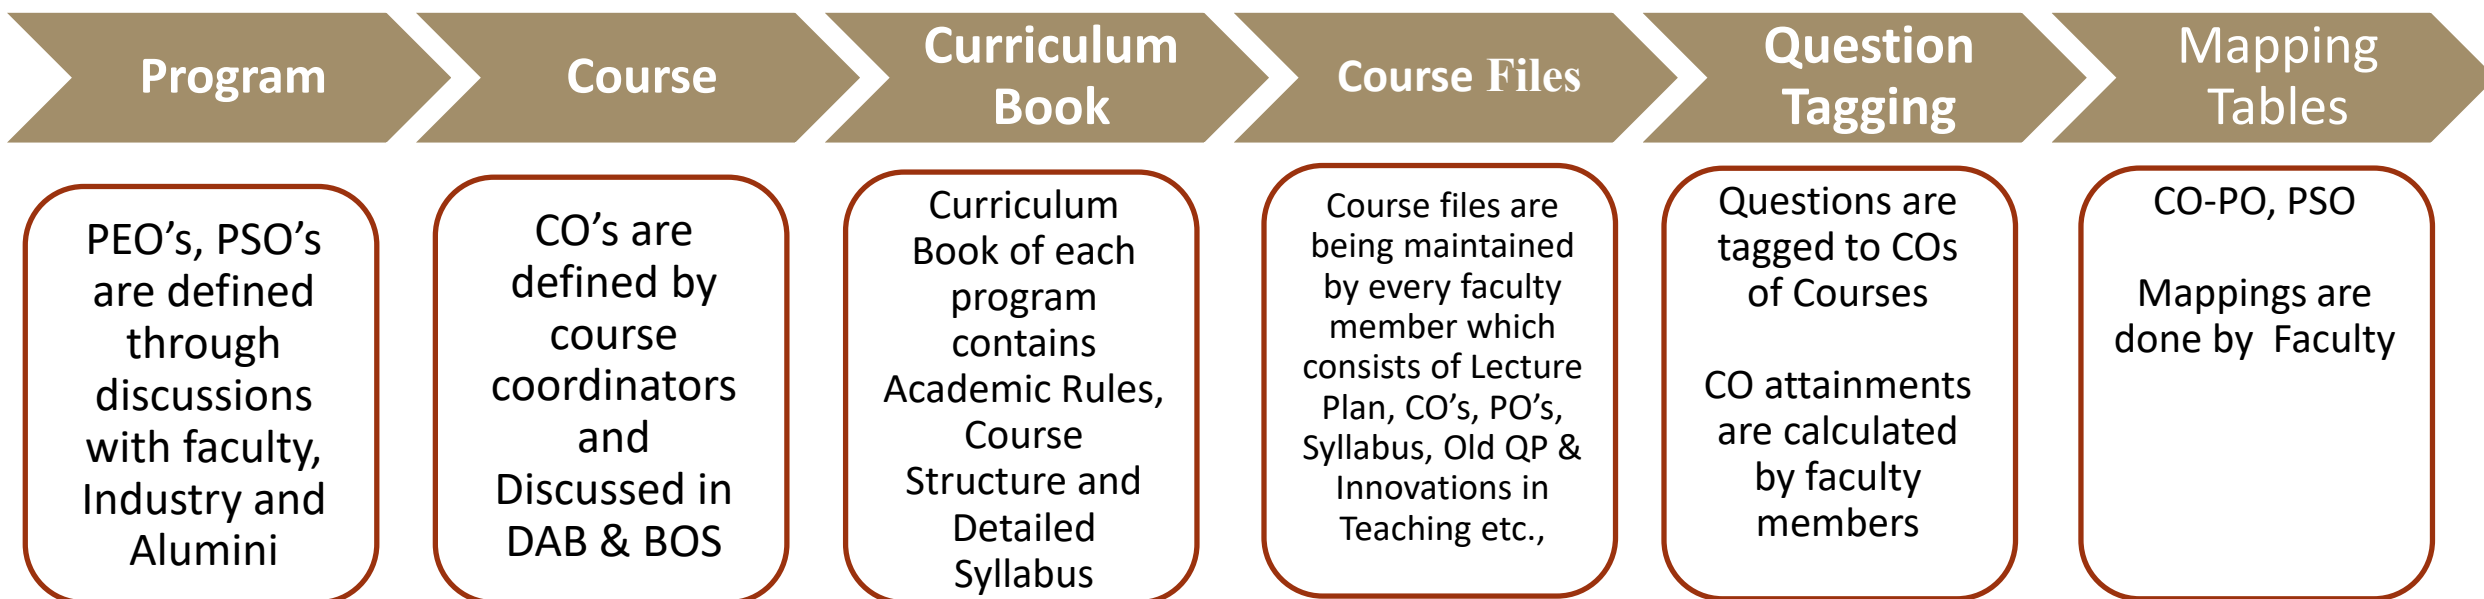 Program
Course
Curriculum
Book
Course Files
Question
Tagging
Mapping
Tables
PEO’s, PSO’s
are defined
through
discussions
with faculty,
Industry and
Alumini
CO’s are
defined by
course
coordinators
and
Discussed in
DAB & BOS
Curriculum
Book of each
program
contains
Academic Rules,
Course
Structure and
Detailed
Syllabus
Course files are
being maintained
by every faculty
member which
consists of Lecture
Plan, CO’s, PO’s,
Syllabus, Old QP &
Innovations in
Teaching etc.,
Questions are
tagged to COs
of Courses
CO attainments
are calculated
by faculty
members
CO-PO, PSO
Mappings are
done by Faculty